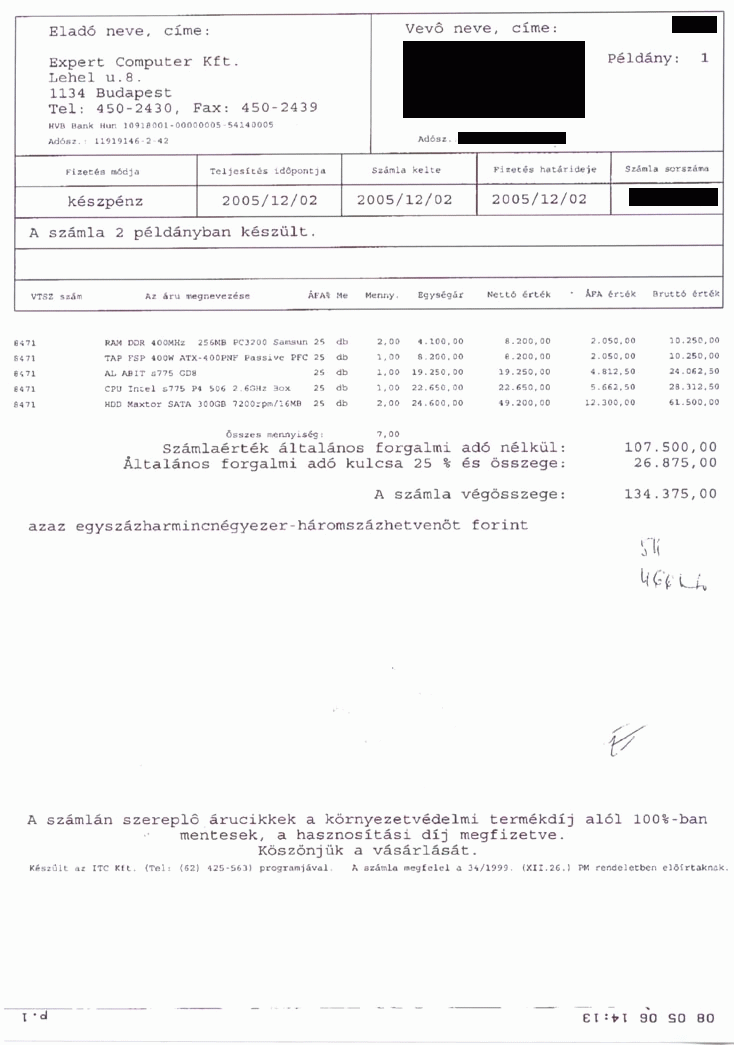 Eladó neve, címe:
Expert Computer Kft.
Lehel u.8.
1134 Budapest
Tel: 450-2430, Fax: 450-2439
HVB Bank Hun 10918001-00000005-54140005
Adósz.: 11919146-2-42
Vevő neve, címe:
Példány: 1
Adósz.:
Fizetés módja Teljesítés időpontja Számla kelte Fizetés határideje Számla sorszáma
készpénz 2005/12/02 2005/12/02 2005/12/02
A számla 2 példányban készült.
VTSZ szám Az áru megnevezése ÁFA% Me Menny. Egységár Nettó érték ÁFA érték Bruttó érték
8471 RAM DDR 400MHz 256MB PC3200 Samsun 25 db 2,00 4.100,00 8.200,00 2.050,00 10.250,00
8471 TAP FSP 400W ATX-400PNF Passive PFC 25 db 1,00 8.200,00 8.200,00 2.050,00 10.250,00
8471 AL ABIT s775 GD8 25 db 1,00 19.250,00 19.250,00 4.812,50 24.062,50
8471 CPU Intel s775 P4 506 2.6GHz Box 25 db 1,00 22.650,00 22.650,00 5.662,50 28.312,50
8471 HDD Maxtor SATA 300GB 7200rpm/16MB 25 db 2,00 24.600,00 49.200,00 12.300,00 61.500,00
Összes mennyiség: 7,00
Számlaérték általános forgalmi adó nélkül: 107.500,00
Általános forgalmi adó kulcsa 25 % és összege: 26.875,00
A számla végösszege: 134.375,00
azaz egyszázharmincnégyezer-háromszázhetvenöt forint
A számlán szereplő árucikkek a környezetvédelmi termékdíj alól 100%-ban
mentesek, a hasznosítási díj megfizetve.
Köszönjük a vásárlását.
Készült az ITC Kft. (Tel: (62) 425-563) programjával. A számla megfelel a 34/1999. (XII.26.) PM rendeletben előírtaknak.
08 05 06 14:13 p.1